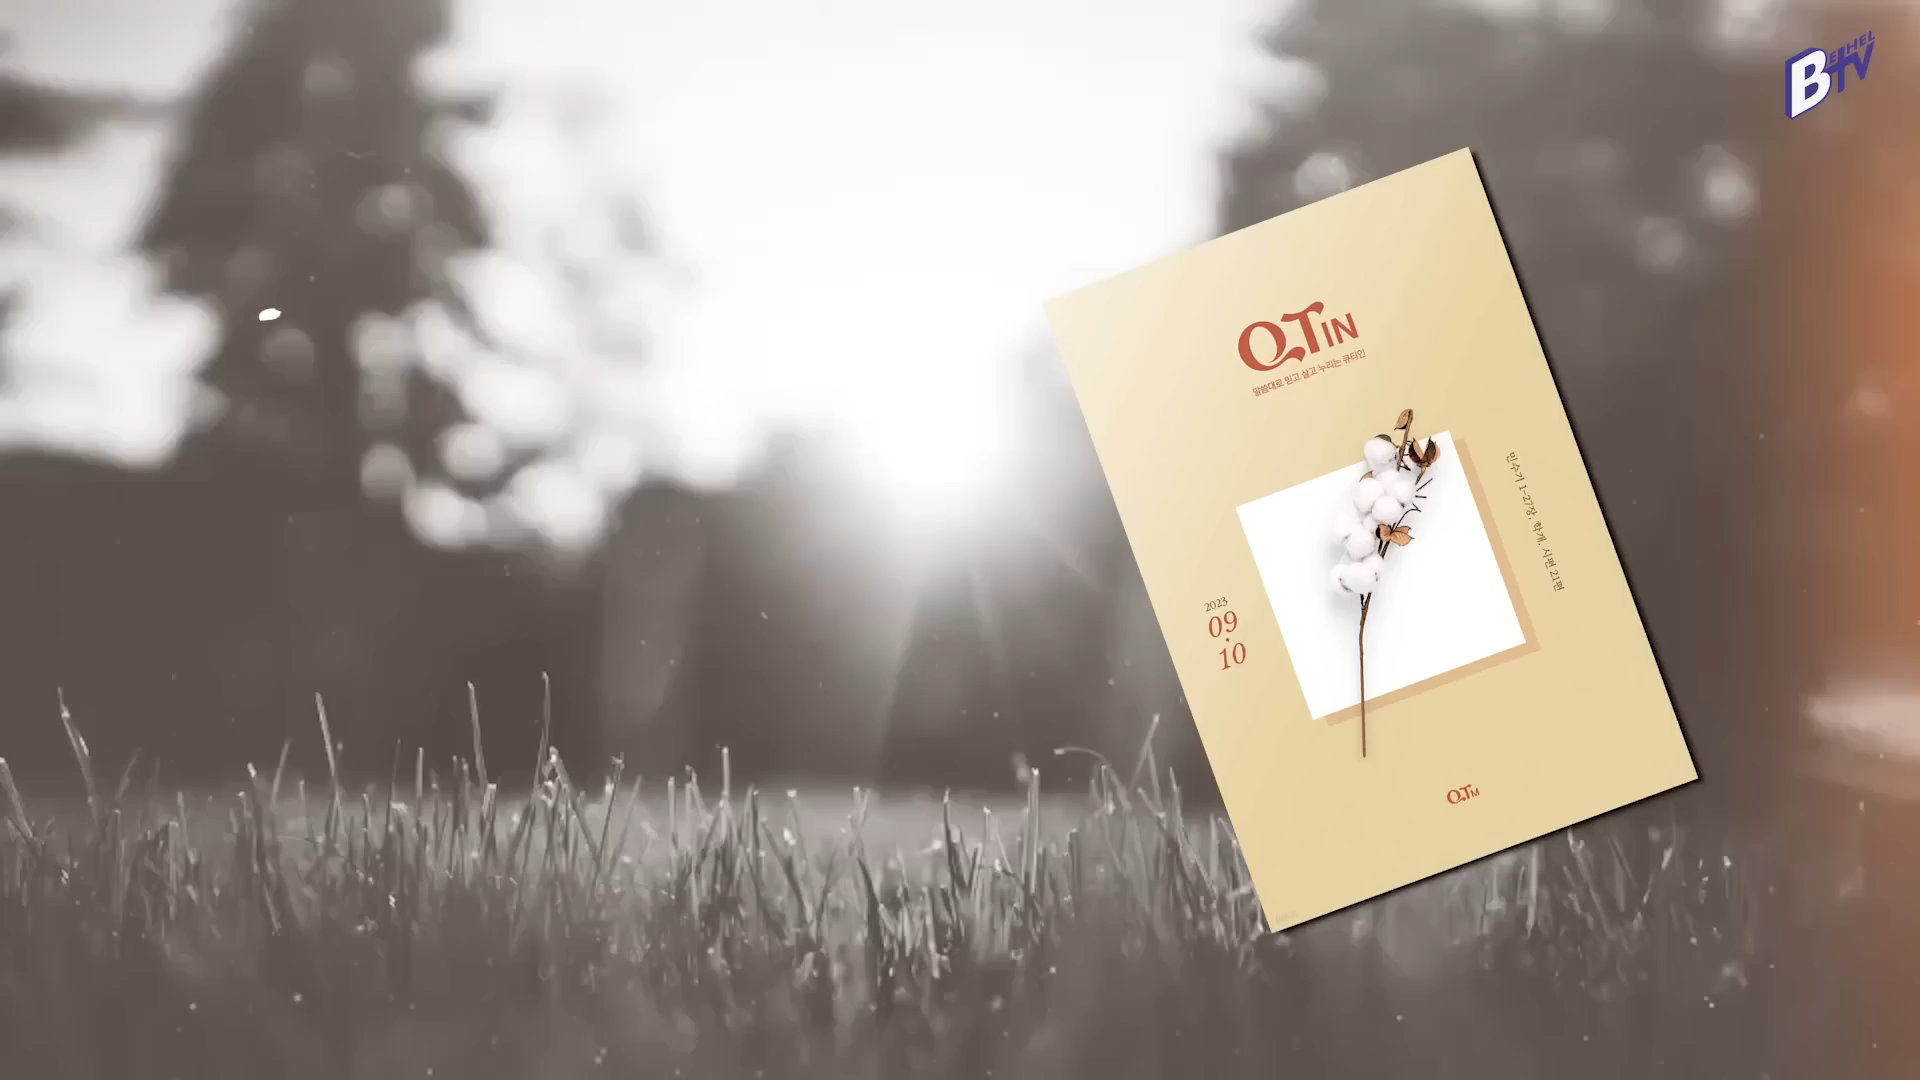 BETHEL
TV
QTIN
말씀대로 믿고 살고 누리는 큐티인
민수기 1-27장, 학개, 시편 21편
2023
09
·
10
QTM